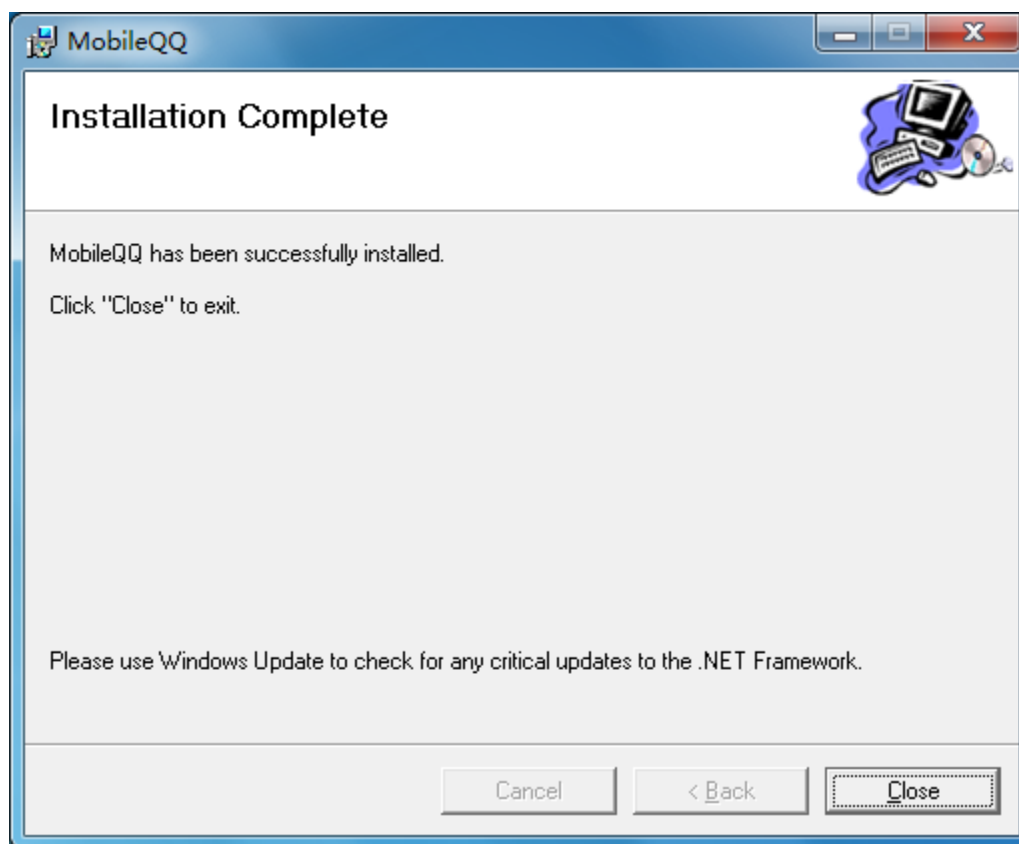 MobileQQ
Installation Complete
MobileQQ has been successfully installed.
Click "Close" to exit.
Please use Windows Update to check for any critical updates to the .NET Framework.
Cancel
< Back
Close